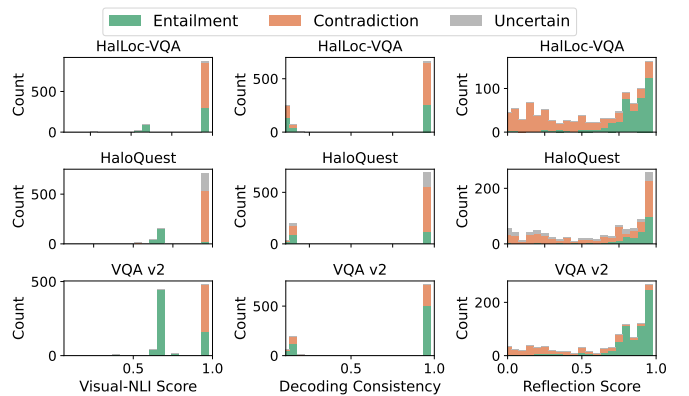 Entailment Contradiction Uncertain
HalLoc-VQA HalLoc-VQA HalLoc-VQA
Count Count Count
500 500 100
0 0 0
HaloQuest HaloQuest HaloQuest
Count Count Count
500 500 200
0 0 0
VQA v2 VQA v2 VQA v2
Count Count Count
500 500 200
0 0 0
0.5 1.0 0.5 1.0 0.0 0.5 1.0
Visual-NLI Score Decoding Consistency Reflection Score